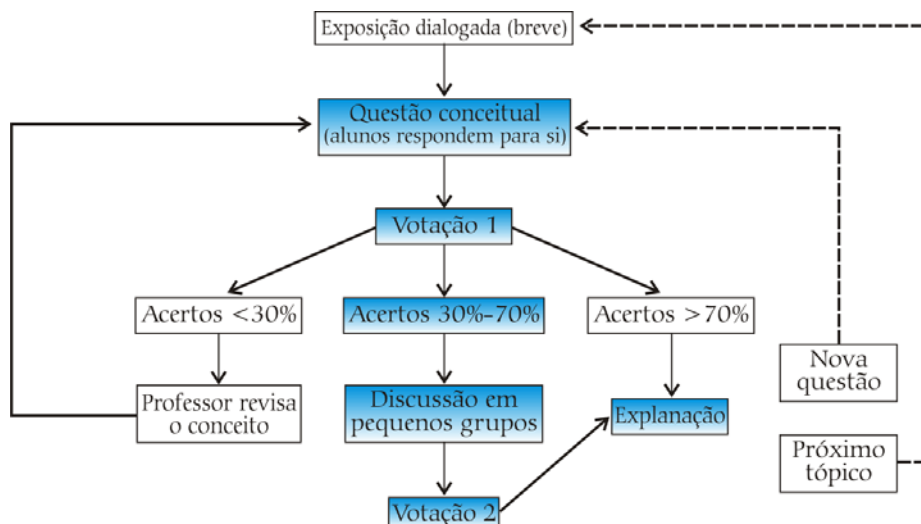 Exposição dialogada (breve)
Questão conceitual
(alunos respondem para si)
Votação 1
Acertos <30%
Acertos 30%-70%
Acertos >70%
Professor revisa
o conceito
Discussão em
pequenos grupos
Explanação
Nova
questão
Próximo
tópico
Votação 2